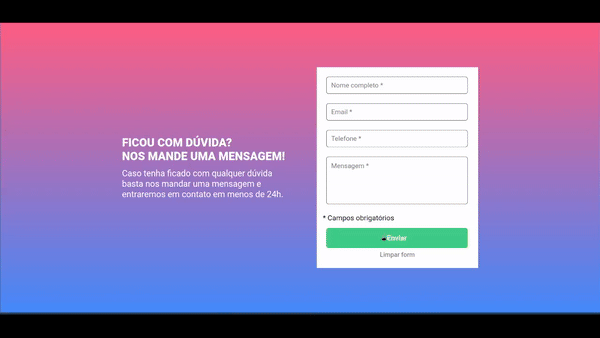 FICOU COM DÚVIDA?
NOS MANDE UMA MENSAGEM!
Caso tenha ficado com qualquer dúvida
basta nos mandar uma mensagem e
entraremos em contato em menos de 24h.
Nome completo *
Email *
Telefone *
Mensagem *
* Campos obrigatórios
Enviar
Limpar form